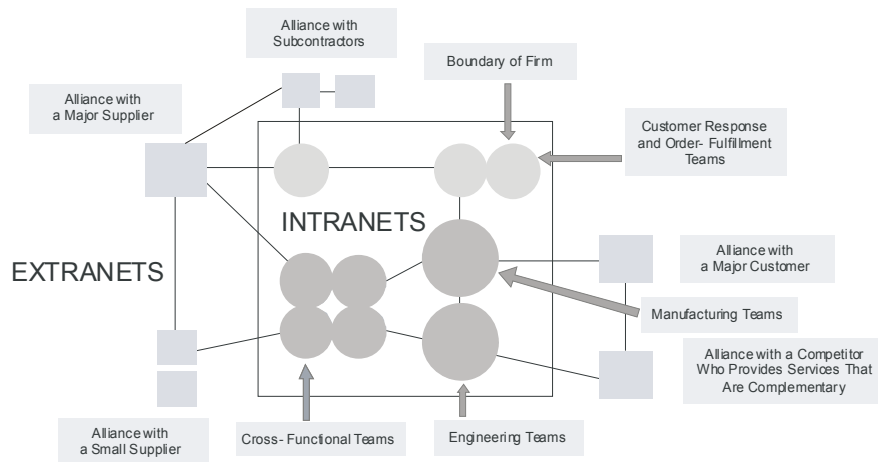 Alliance with
Subcontractors
Boundary of Firm
Alliance with
a Major Supplier
Customer Response
and Order- Fulfillment
Teams
INTRANETS
EXTRANETS
Alliance with
a Major Customer
Manufacturing Teams
Alliance with a Competitor
Who Provides Services That
Are Complementary
Alliance with
a Small Supplier
Cross- Functional Teams
Engineering Teams